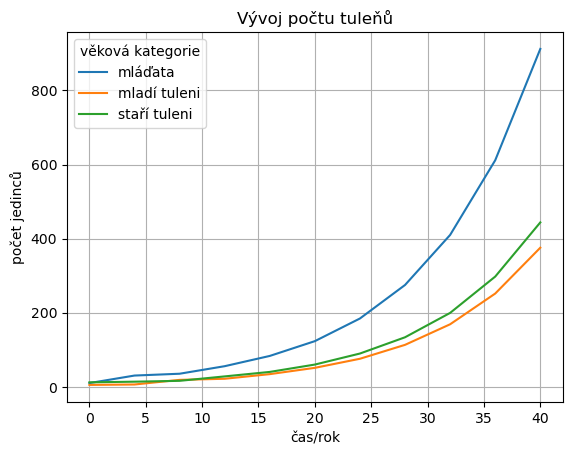 Vývoj počtu tuleňů
věková kategorie
mláďata
mladí tuleni
staří tuleni
počet jedinců
800
600
400
200
0
0 5 10 15 20 25 30 35 40
čas/rok